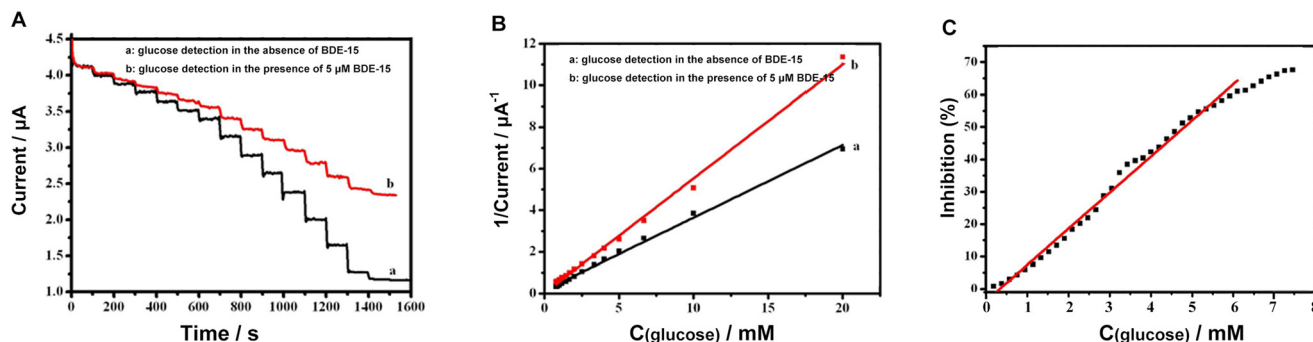 A
4.5
4.0
3.5
3.0
2.5
2.0
1.5
1.0
Current / µA
a: glucose detection in the absence of BDE-15
b: glucose detection in the presence of 5 µM BDE-15
b
a
0 200 400 600 800 1000 1200 1400 1600
Time / s
B
12
10
8
6
4
2
0
1/Current / µA-1
a: glucose detection in the absence of BDE-15
b: glucose detection in the presence of 5 µM BDE-15
b
a
0 5 10 15 20
C(glucose) / mM
C
80
70
60
50
40
30
20
10
0
Inhibition (%)
0 1 2 3 4 5 6 7 8
C(glucose) / mM